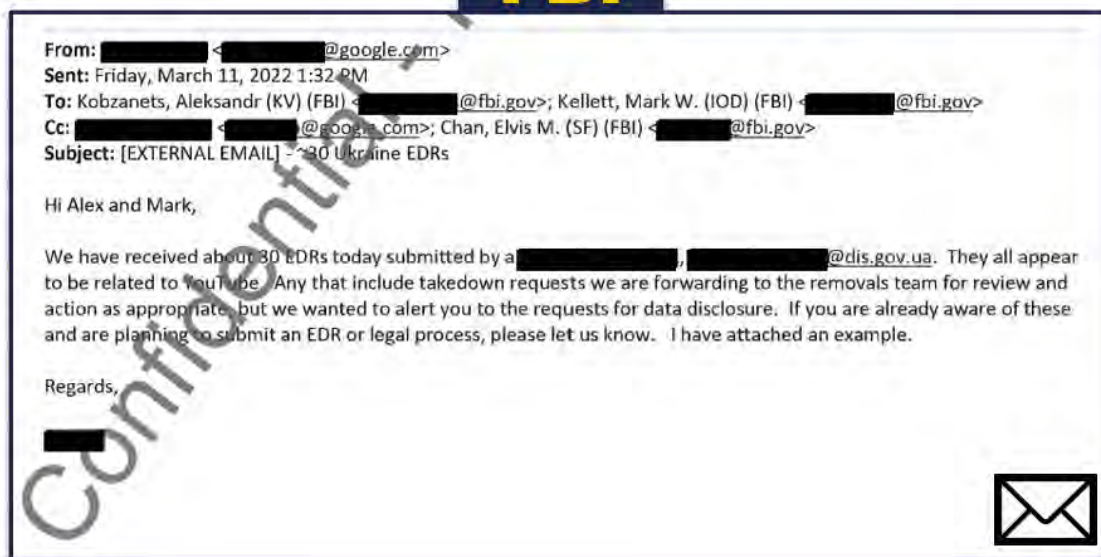 FBI
From: < @google.com>
Sent: Friday, March 11, 2022 1:32 PM
To: Kobzanets, Aleksandr (KV) (FBI) < @fbi.gov>; Kellett, Mark W. (IOD) (FBI) < @fbi.gov>
Cc: < @google.com>; Chan, Elvis M. (SF) (FBI) < @fbi.gov>
Subject: [EXTERNAL EMAIL] - ~30 Ukraine EDRs
Hi Alex and Mark,
We have received about 30 EDRs today submitted by a , @dis.gov.ua. They all appear
to be related to YouTube. Any that include takedown requests we are forwarding to the removals team for review and
action as appropriate, but we wanted to alert you to the requests for data disclosure. If you are already aware of these
and are planning to submit an EDR or legal process, please let us know. I have attached an example.
Regards,
Confidential -